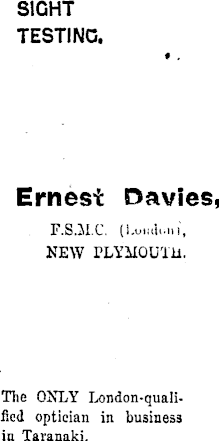 SIGHT
TESTING.
Ernest Davies,
F.S.M.C. (London),
NEW PLYMOUTH.
The ONLY London-quali-
fied optician in business
in Taranaki.